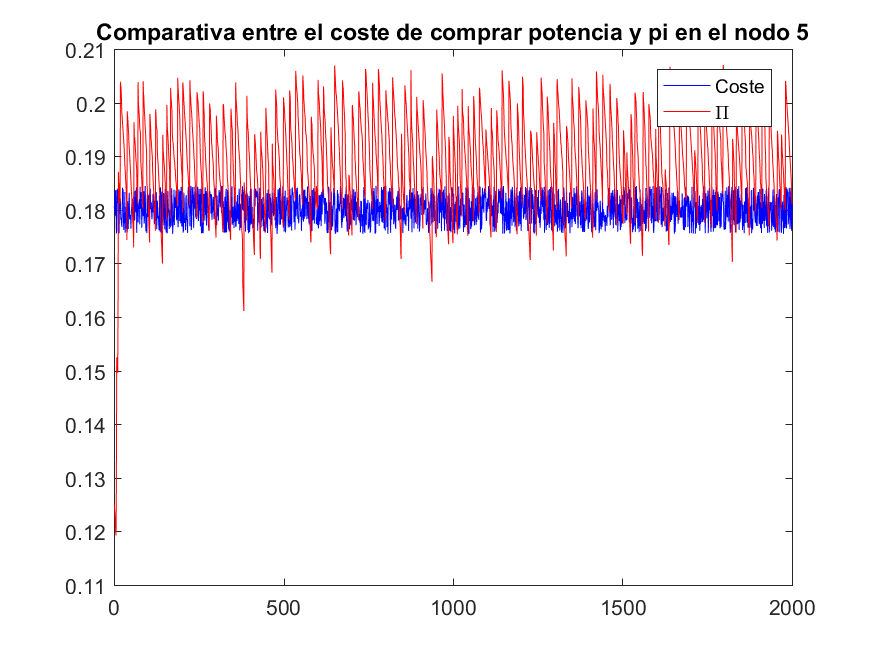 Comparativa entre el coste de comprar potencia y pi en el nodo 5
0.21
0.2
0.19
0.18
0.17
0.16
0.15
0.14
0.13
0.12
0.11
Coste
Π
0 500 1000 1500 2000